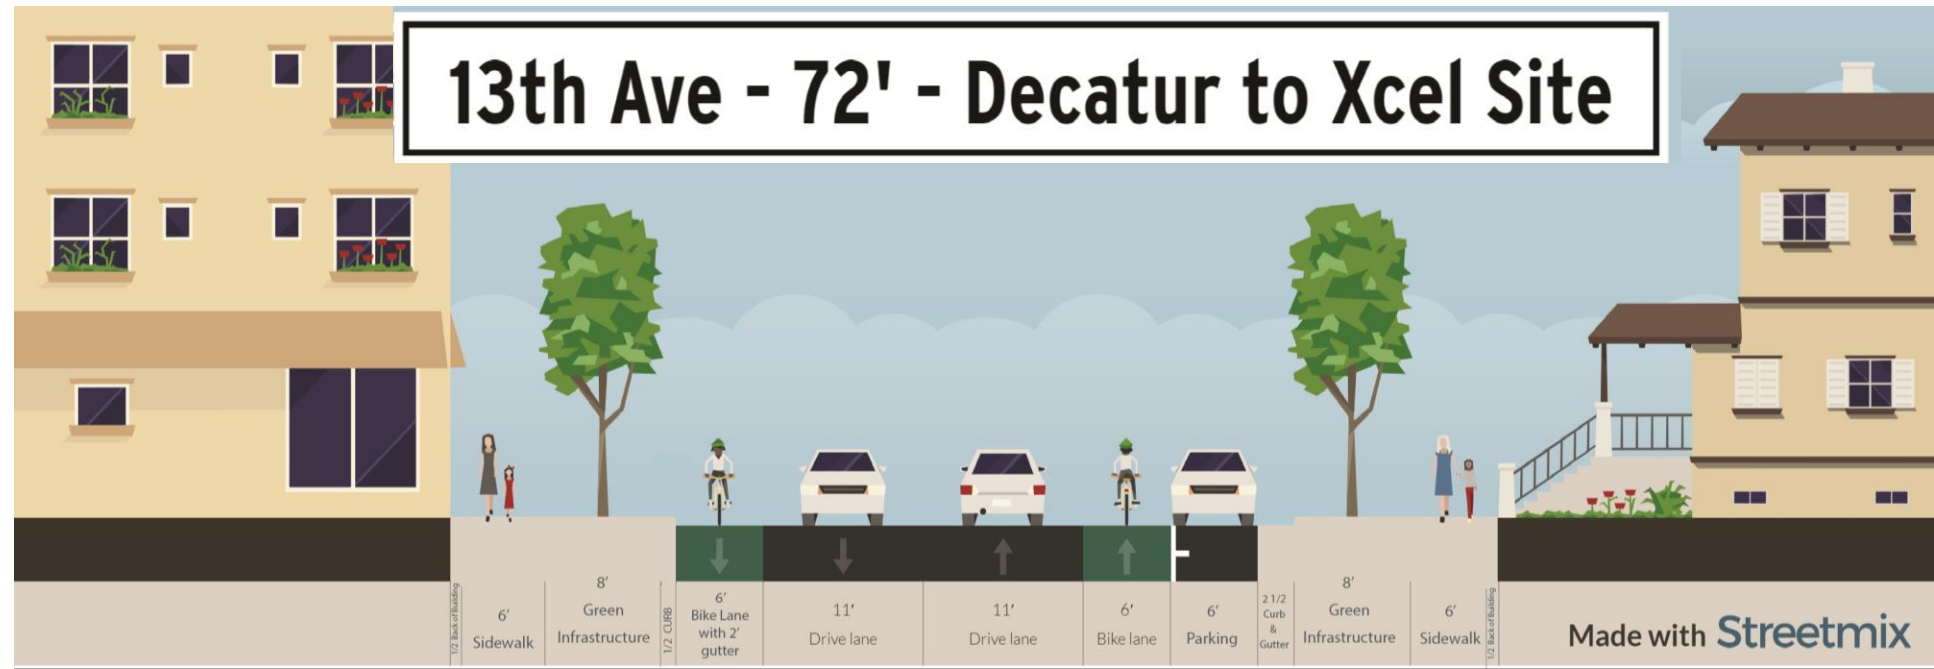 13th Ave - 72' - Decatur to Xcel Site
1/2 Back of Building
6'
Sidewalk
8'
Green
Infrastructure
1/2 CURB
6'
Bike Lane
with 2'
gutter
11'
Drive lane
11'
Drive lane
6'
Bike lane
6'
Parking
2 1/2
Curb
&
Gutter
8'
Green
Infrastructure
6'
Sidewalk
1/2 Back of Building
Made with Streetmix